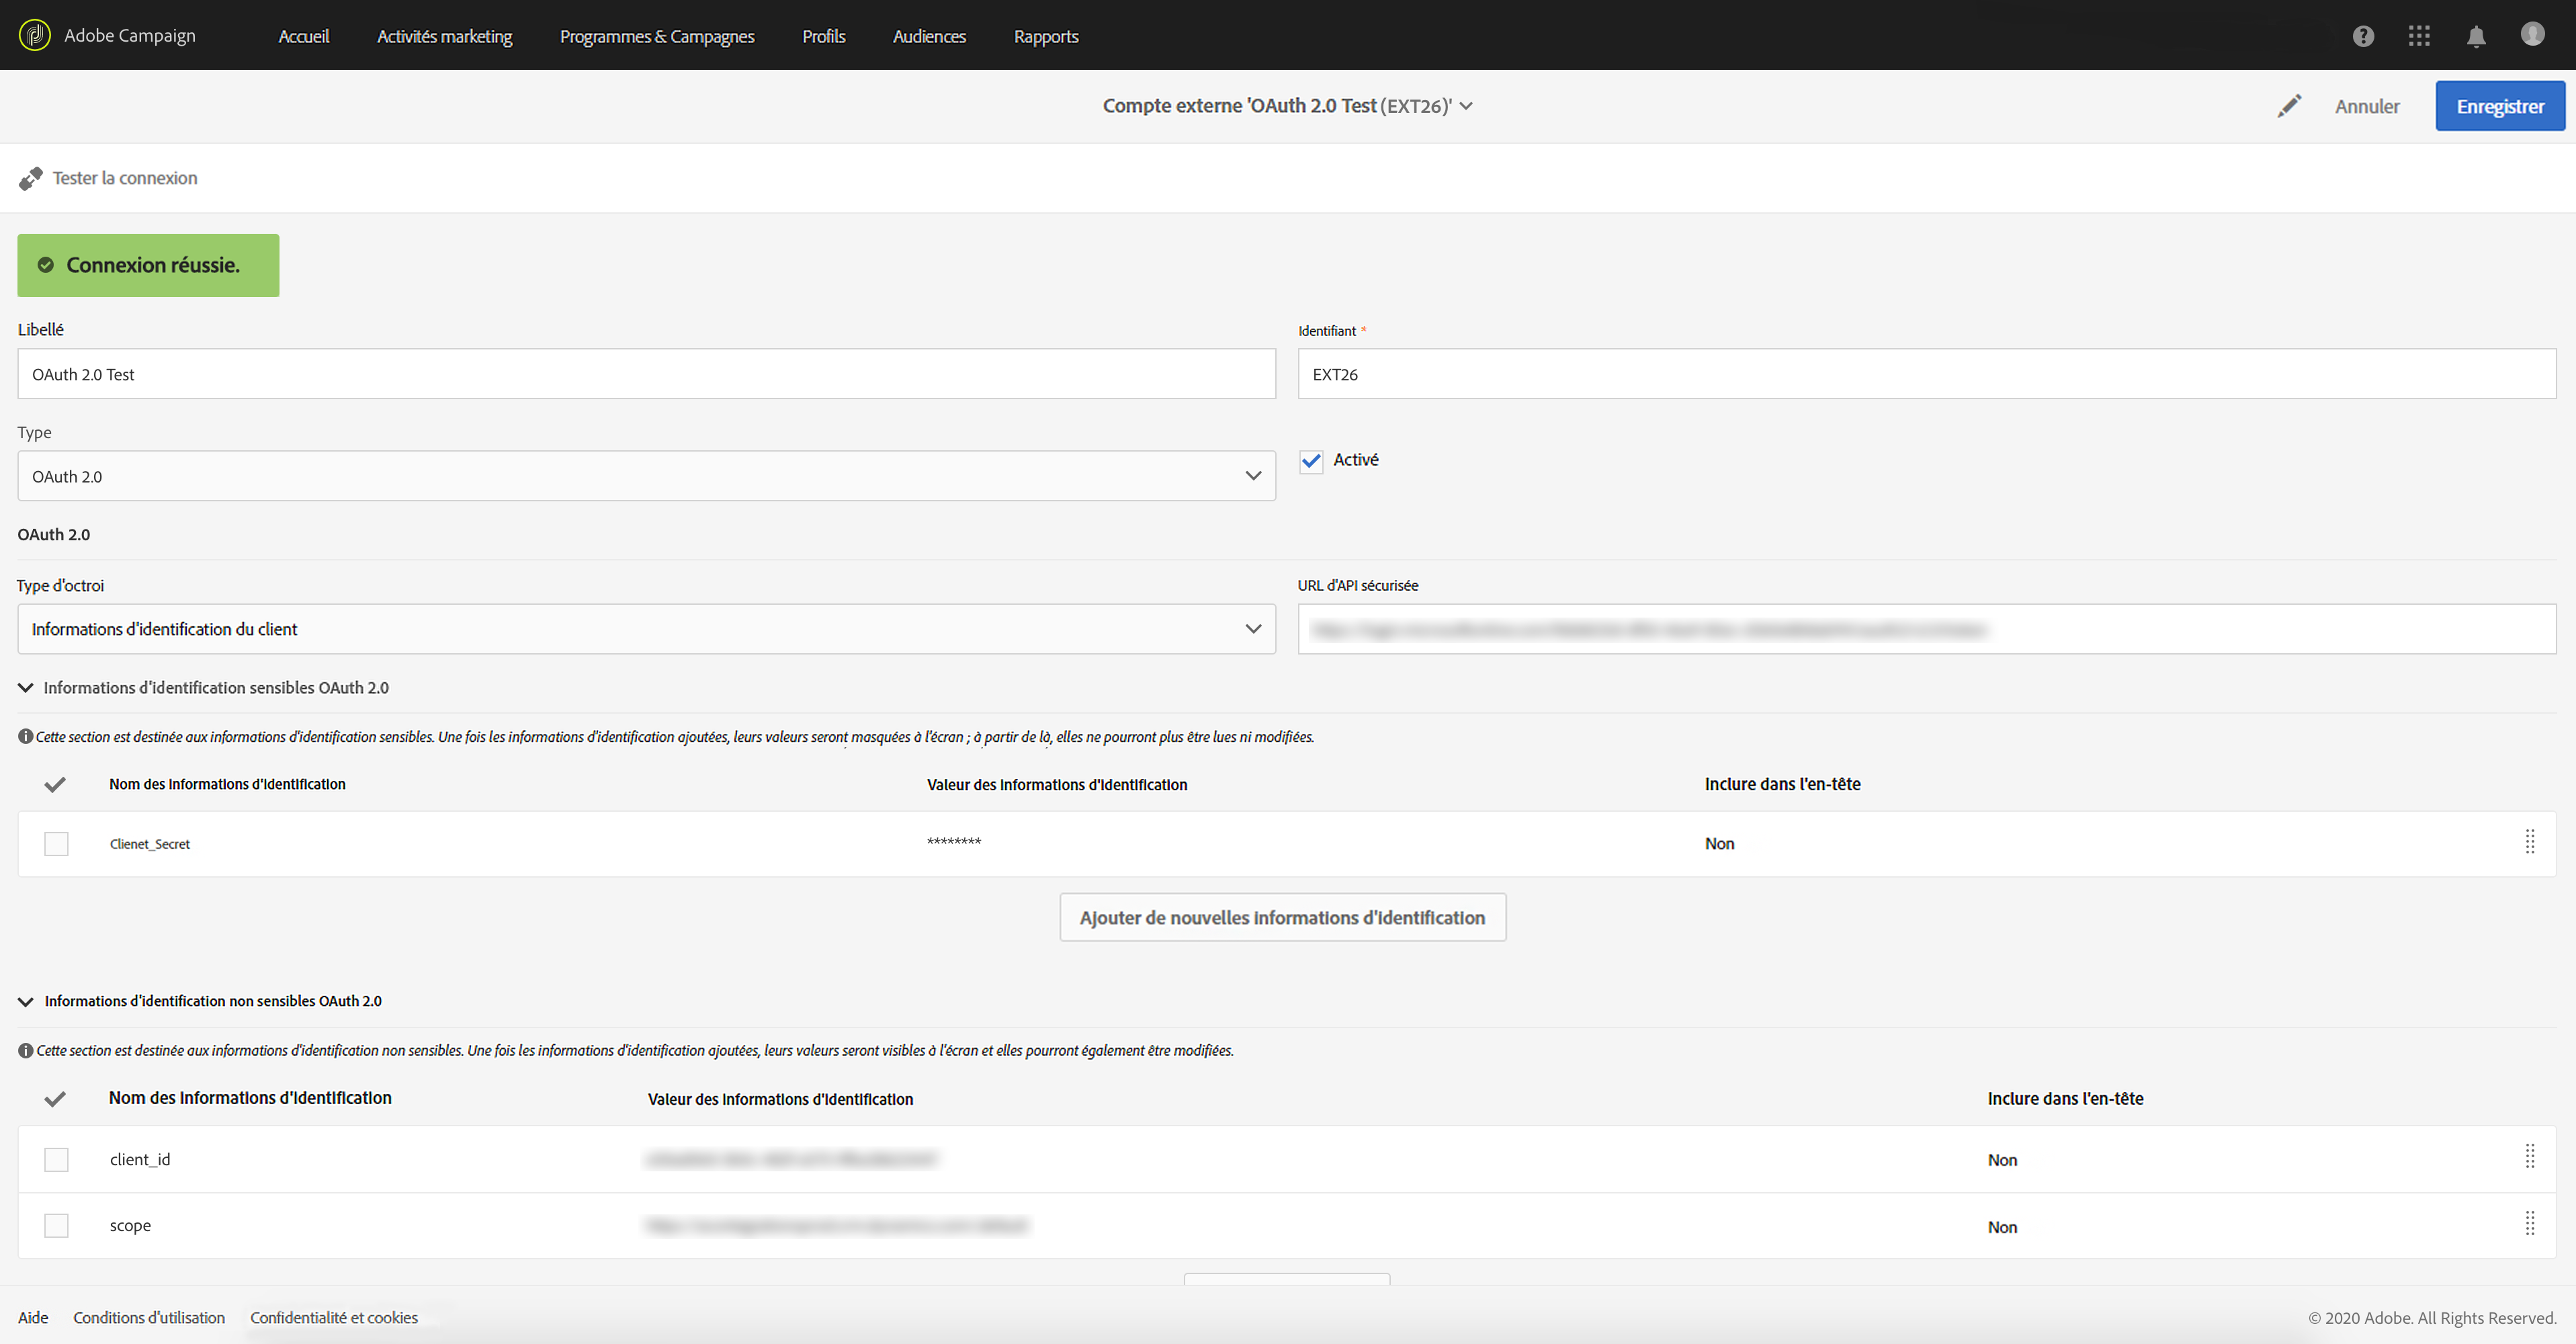 Adobe Campaign Accueil Activités marketing Programmes & Campagnes Profils Audiences Rapports
Compte externe 'OAuth 2.0 Test (EXT26)' Annuler Enregistrer
Tester la connexion
Connexion réussie.
Libellé Identifiant *
OAuth 2.0 Test EXT26
Type
OAuth 2.0 Activé
OAuth 2.0
Type d'octroi URL d'API sécurisée
Informations d'identification du client
Informations d'identification sensibles OAuth 2.0
Cette section est destinée aux informations d'identification sensibles. Une fois les informations d'identification ajoutées, leurs valeurs seront masquées à l'écran ; à partir de là, elles ne pourront plus être lues ni modifiées.
Nom des informations d'identification Valeur des informations d'identification Inclure dans l'en-tête
Clienet_Secret ******** Non
Ajouter de nouvelles informations d'identification
Informations d'identification non sensibles OAuth 2.0
Cette section est destinée aux informations d'identification non sensibles. Une fois les informations d'identification ajoutées, leurs valeurs seront visibles à l'écran et elles pourront également être modifiées.
Nom des informations d'identification Valeur des informations d'identification Inclure dans l'en-tête
client_id Non
scope Non
Aide Conditions d'utilisation Confidentialité et cookies © 2020 Adobe. All Rights Reserved.